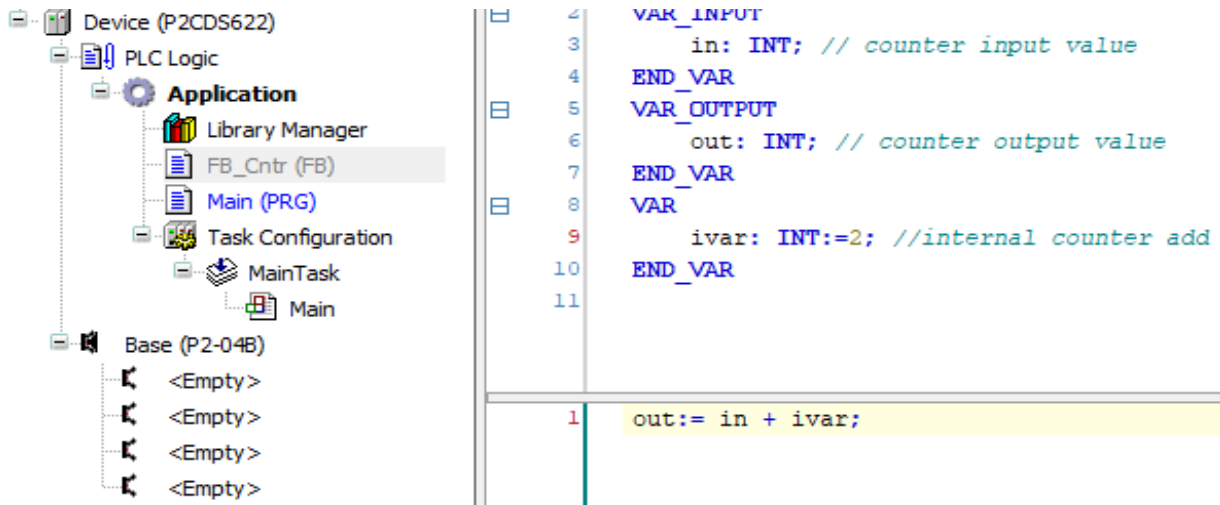 Device (P2CDS622)
PLC Logic
Application
Library Manager
FB_Cntr (FB)
Main (PRG)
Task Configuration
MainTask
Main
Base (P2-04B)
<Empty>
<Empty>
<Empty>
<Empty>
2 VAR_INPUT
3 in: INT; // counter input value
4 END_VAR
5 VAR_OUTPUT
6 out: INT; // counter output value
7 END_VAR
8 VAR
9 ivar: INT:=2; //internal counter add
10 END_VAR
11
1 out:= in + ivar;